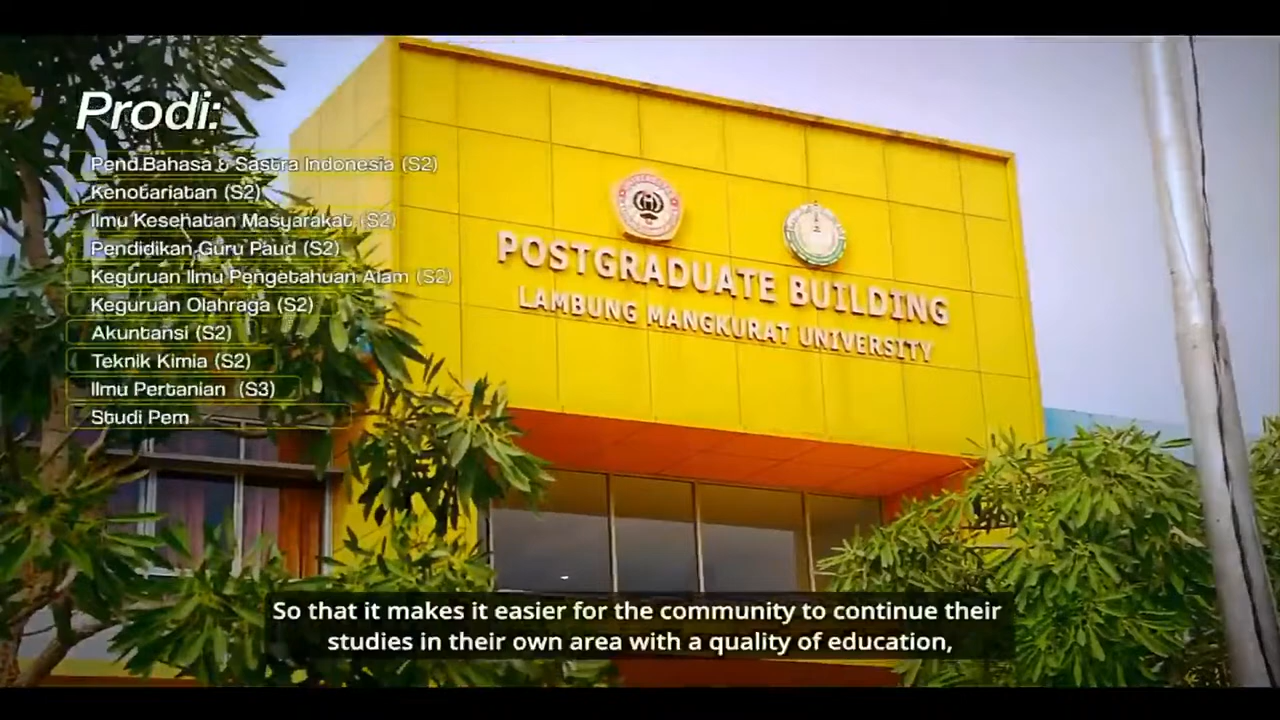 Prodi:
Pend.Bahasa & Sastra Indonesia (S2)
Kenotariatan (S2)
Ilmu Kesehatan Masyarakat (S2)
Pendidikan Guru Paud (S2)
Keguruan Ilmu Pengetahuan Alam (S2)
Keguruan Olahraga (S2)
Akuntansi (S2)
Teknik Kimia (S2)
Ilmu Pertanian (S3)
Studi Pem
POSTGRADUATE BUILDING
LAMBUNG MANGKURAT UNIVERSITY
So that it makes it easier for the community to continue their
studies in their own area with a quality of education,